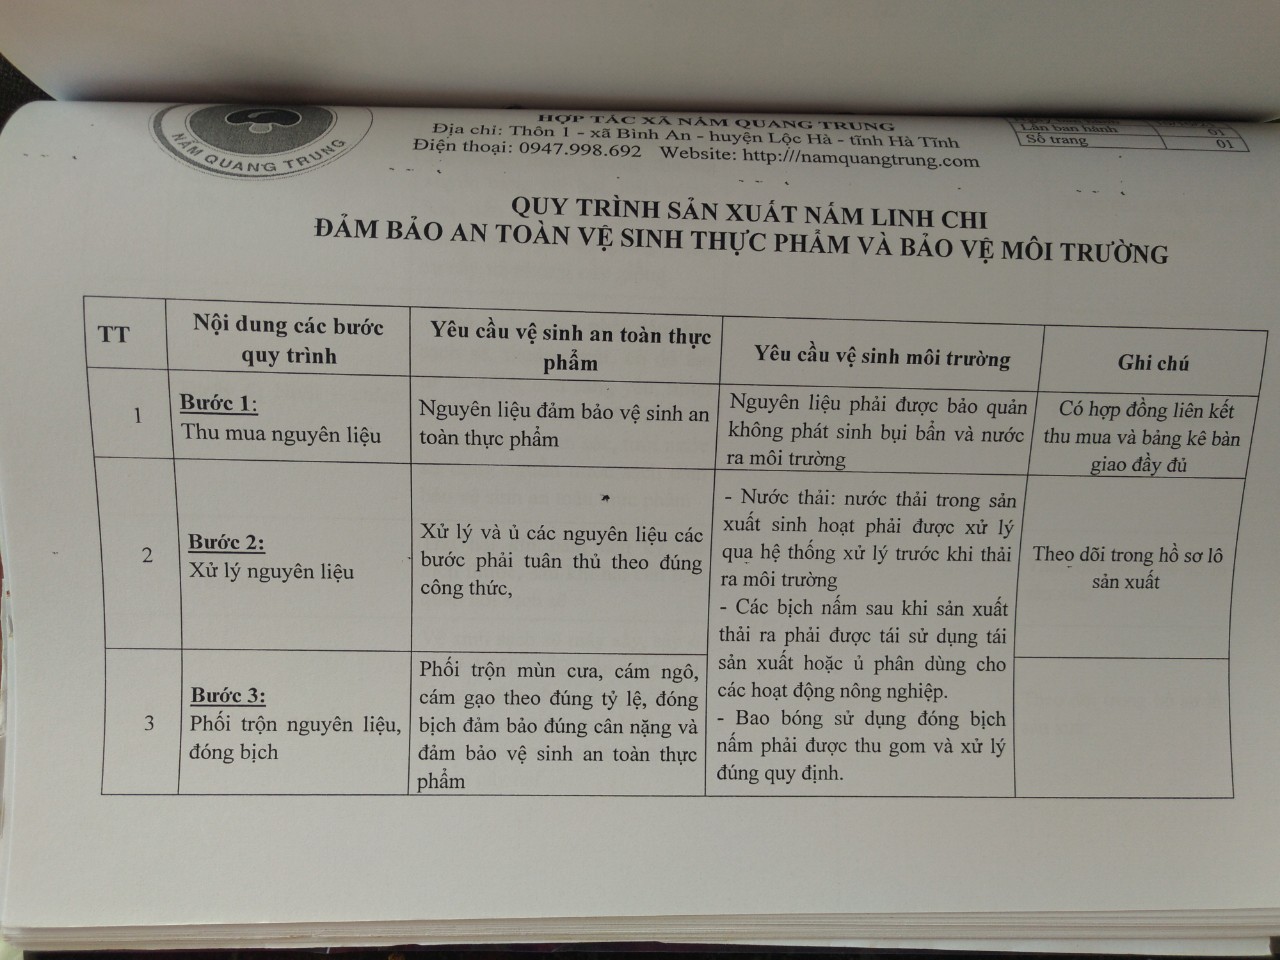 NẤM QUANG TRUNG
HỢP TÁC XÃ NẤM QUANG TRUNG
Địa chỉ: Thôn 1 - xã Bình An - huyện Lộc Hà - tĩnh Hà Tĩnh
Điện thoại: 0947.998.692 Website: http:///namquangtrung.com
Lần ban hành 01
Số trang 01
QUY TRÌNH SẢN XUẤT NẤM LINH CHI
ĐẢM BẢO AN TOÀN VỆ SINH THỰC PHẨM VÀ BẢO VỆ MÔI TRƯỜNG
TT
Nội dung các bước
quy trình
Yêu cầu vệ sinh an toàn thực
phẩm
Yêu cầu vệ sinh môi trường
Ghi chú
1
Bước 1:
Thu mua nguyên liệu
Nguyên liệu đảm bảo vệ sinh an
toàn thực phẩm
Nguyên liệu phải được bảo quản
không phát sinh bụi bẩn và nước
ra môi trường
Có hợp đồng liên kết
thu mua và bảng kê bàn
giao đầy đủ
2
Bước 2:
Xử lý nguyên liệu
Xử lý và ủ các nguyên liệu các
bước phải tuân thủ theo đúng
công thức,
- Nước thải: nước thải trong sản
xuất sinh hoạt phải được xử lý
qua hệ thống xử lý trước khi thải
ra môi trường
- Các bịch nấm sau khi sản xuất
thải ra phải được tái sử dụng tái
sản xuất hoặc ủ phân dùng cho
các hoạt động nông nghiệp.
- Bao bóng sử dụng đóng bịch
nấm phải được thu gom và xử lý
đúng quy định.
Theo dõi trong hồ sơ lô
sản xuất
3
Bước 3:
Phối trộn nguyên liệu,
đóng bịch
Phối trộn mùn cưa, cám ngô,
cám gạo theo đúng tỷ lệ, đóng
bịch đảm bảo đúng cân nặng và
đảm bảo vệ sinh an toàn thực
phẩm